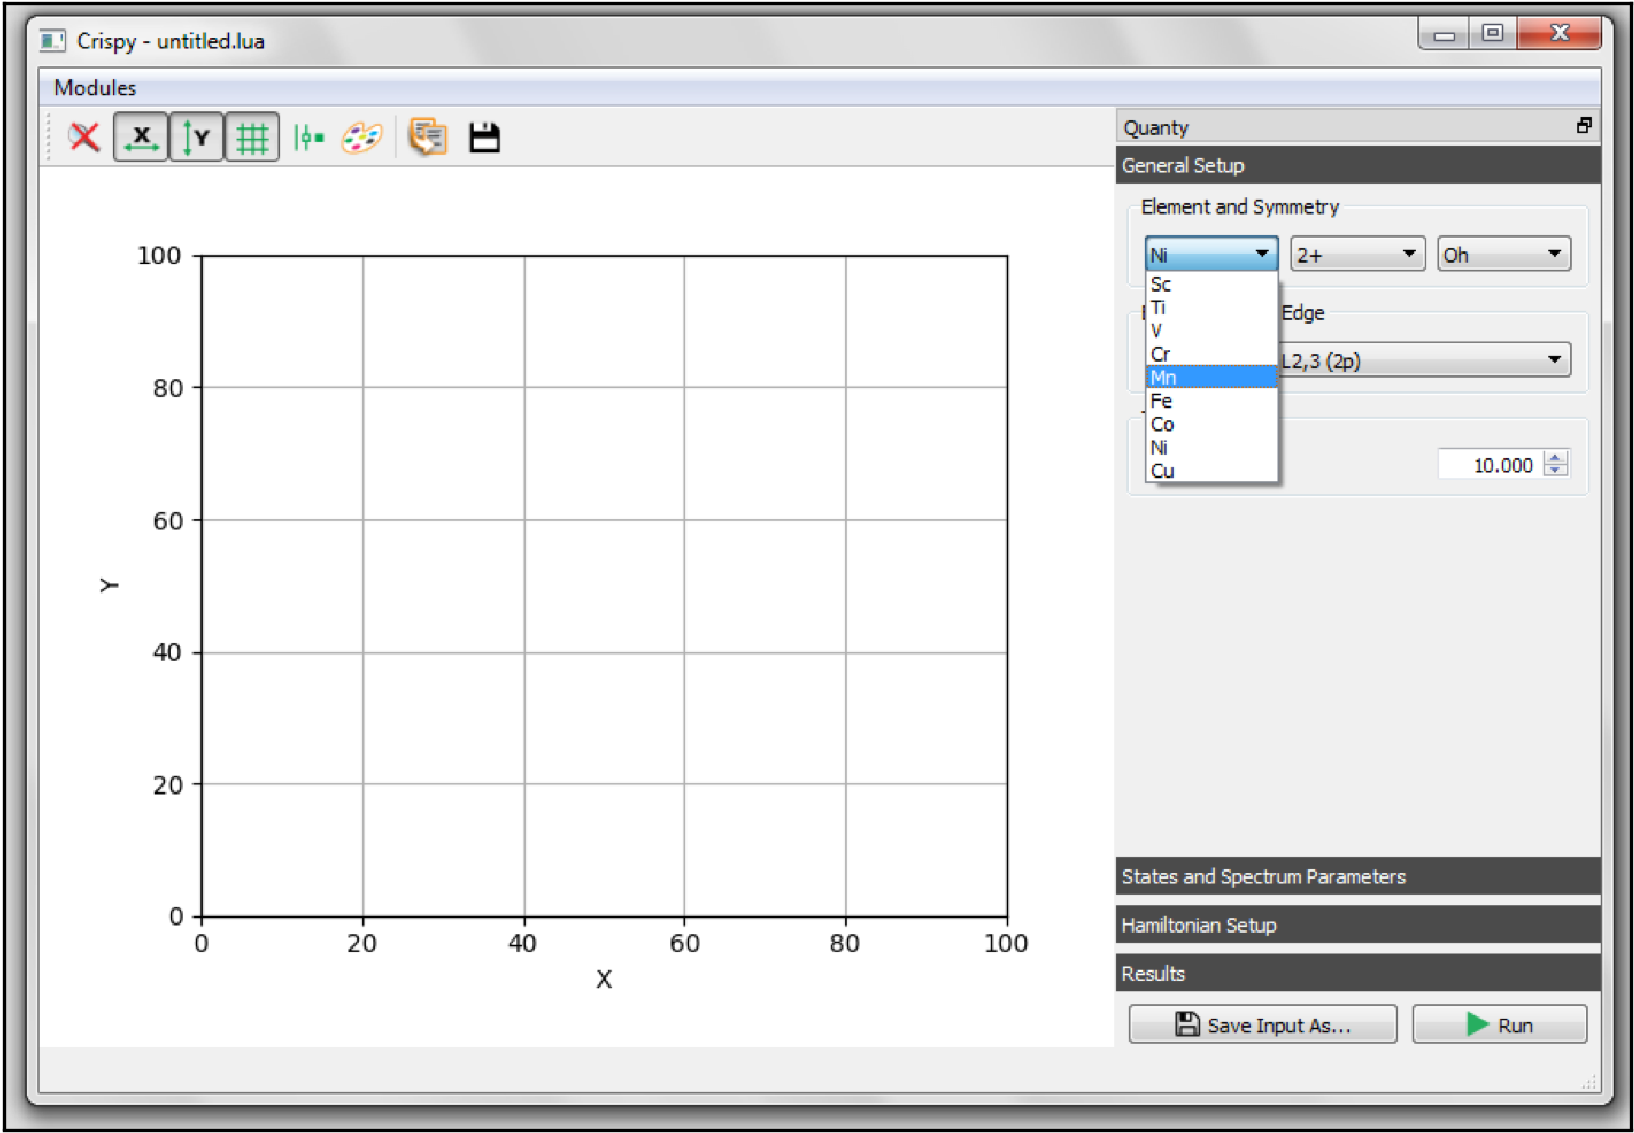 Crispy - untitled.lua
Modules
X
Y
Quanty
General Setup
Element and Symmetry
Ni
2+
Oh
Sc
Ti
V
Cr
Mn
Fe
Co
Ni
Cu
Edge
L2,3 (2p)
10.000
100
80
60
40
20
0
Y
0 20 40 60 80 100
X
States and Spectrum Parameters
Hamiltonian Setup
Results
Save Input As...
Run